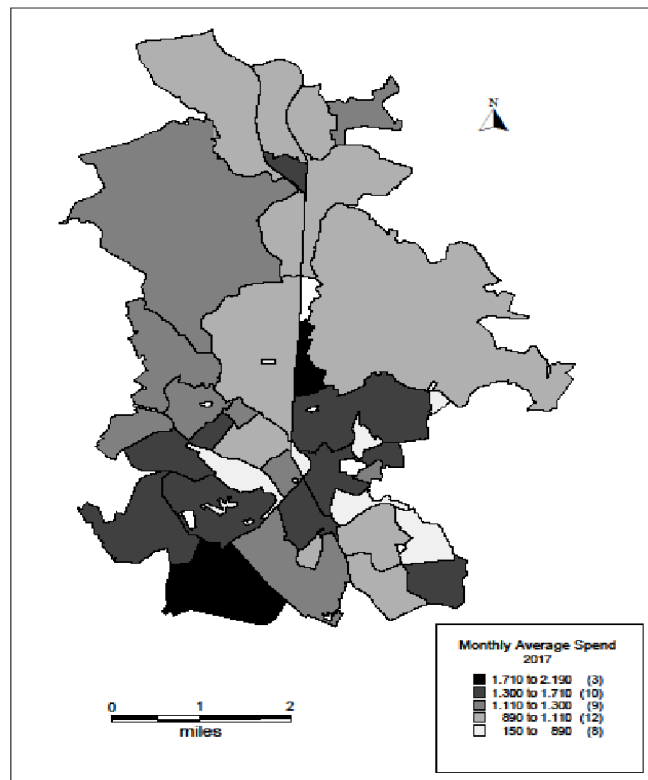 N
Monthly Average Spend
2017
1.710 to 2.190 (3)
1.300 to 1.710 (10)
1.110 to 1.300 (9)
890 to 1.110 (12)
150 to 890 (8)
0 1 2
miles